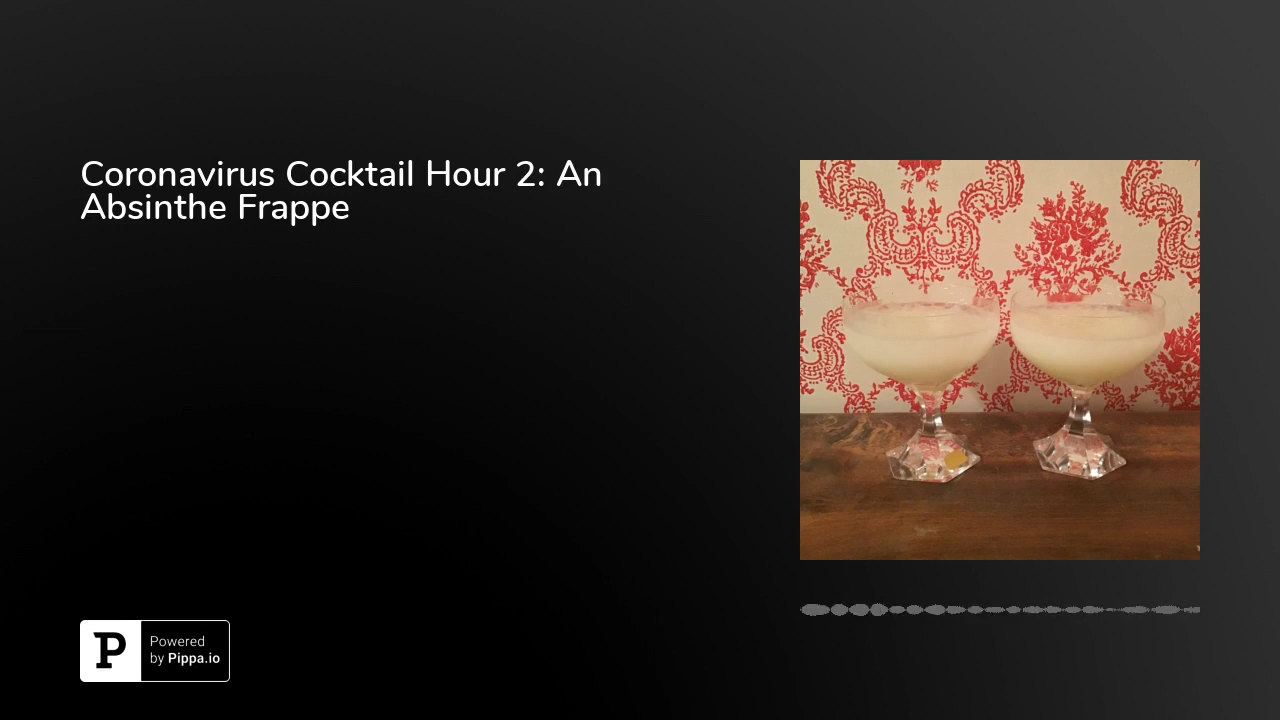 Coronavirus Cocktail Hour 2: An
Absinthe Frappe
P
Powered
by Pippa.io